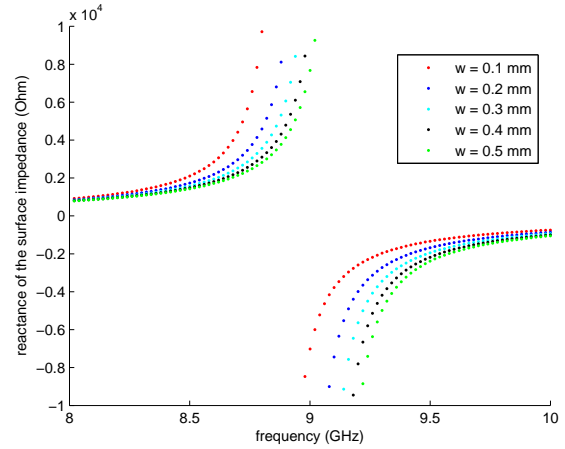 x 10⁴
1
0.8
0.6
0.4
0.2
0
−0.2
−0.4
−0.6
−0.8
−1
reactance of the surface impedance (Ohm)
w = 0.1 mm
w = 0.2 mm
w = 0.3 mm
w = 0.4 mm
w = 0.5 mm
8
8.5
9
9.5
10
frequency (GHz)